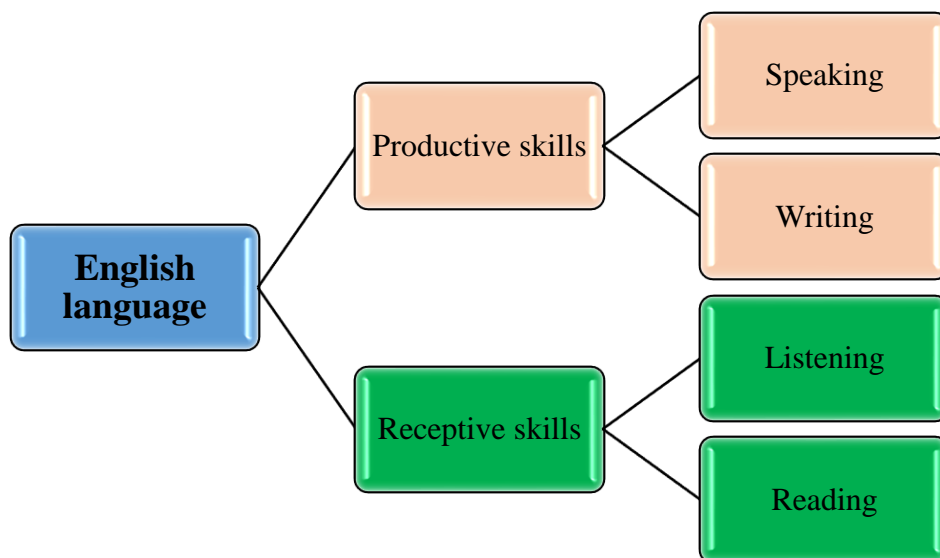 English
language
Productive skills
Speaking
Writing
Receptive skills
Listening
Reading